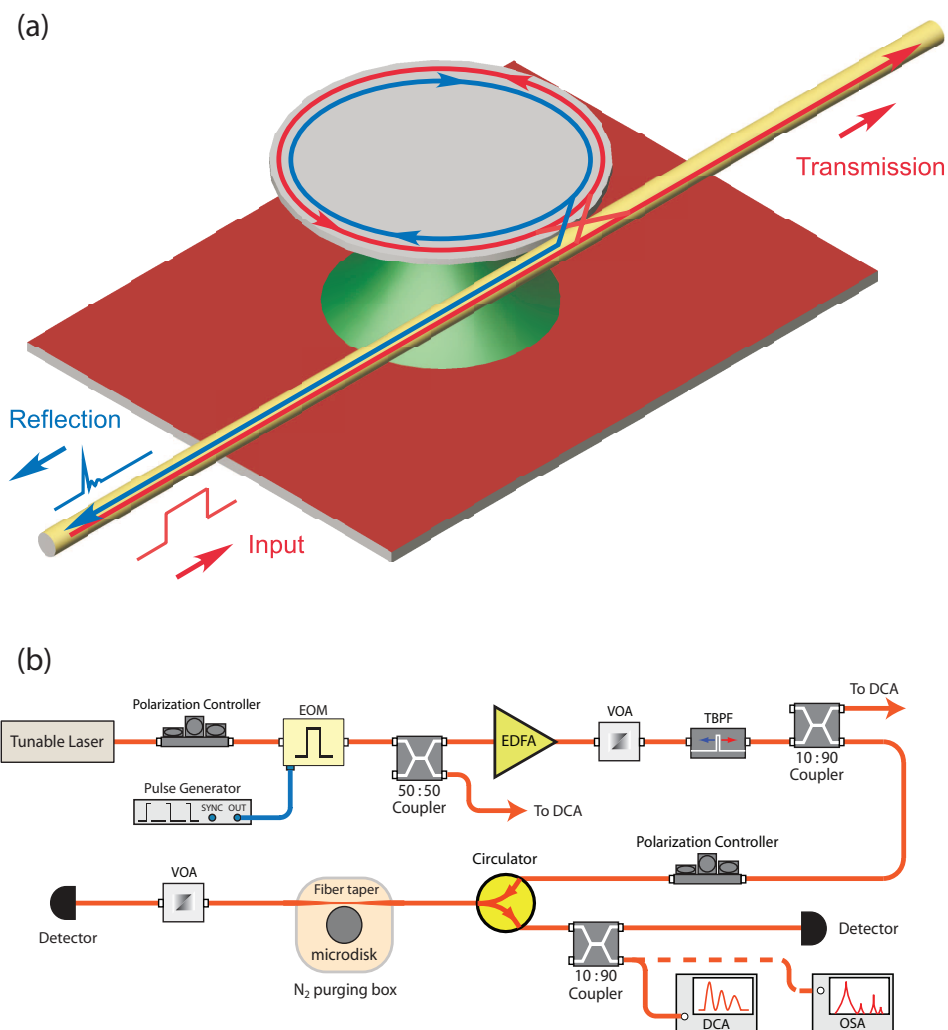 (a)
Transmission
Reflection
Input
(b)
To DCA
Polarization Controller
EOM
VOA
TBPF
Tunable Laser
EDFA
10 : 90
Coupler
50 : 50
Coupler
Pulse Generator
SYNC OUT
To DCA
Polarization Controller
Circulator
VOA
Fiber taper
Detector
microdisk
Detector
N₂ purging box
10 : 90
Coupler
DCA
OSA